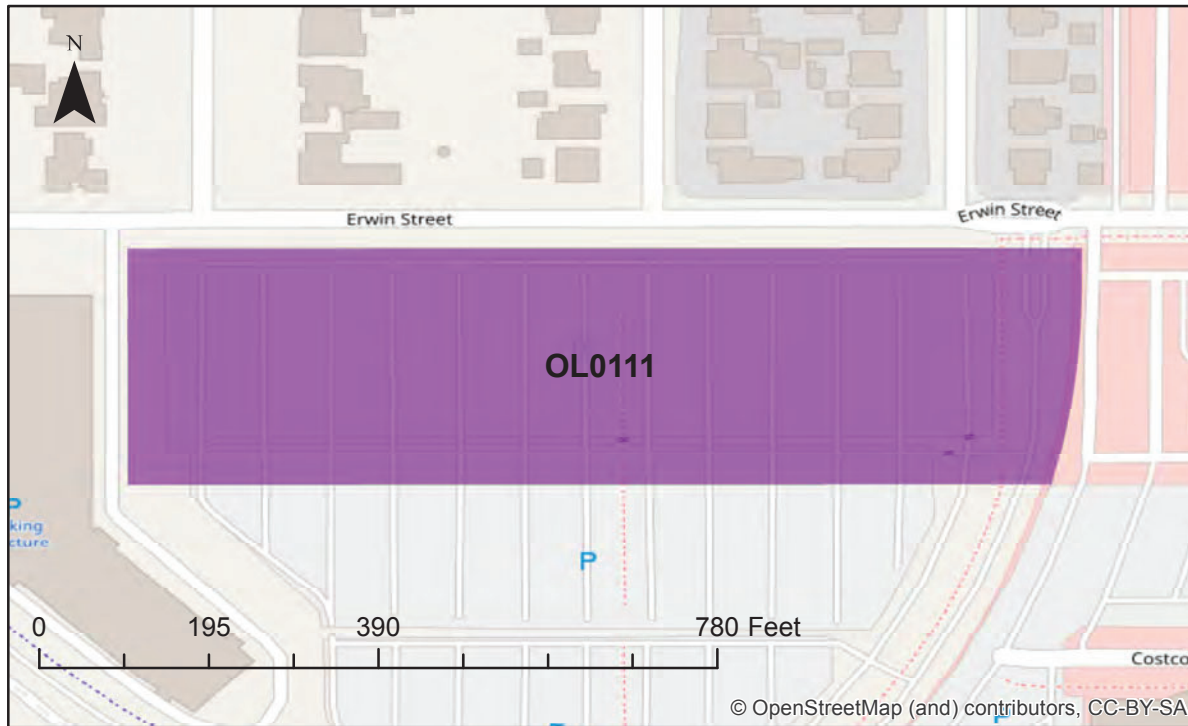 N
Erwin Street
Erwin Street
OL0111
P
king
cture
P
0 195 390 780 Feet
Costco
© OpenStreetMap (and) contributors, CC-BY-SA